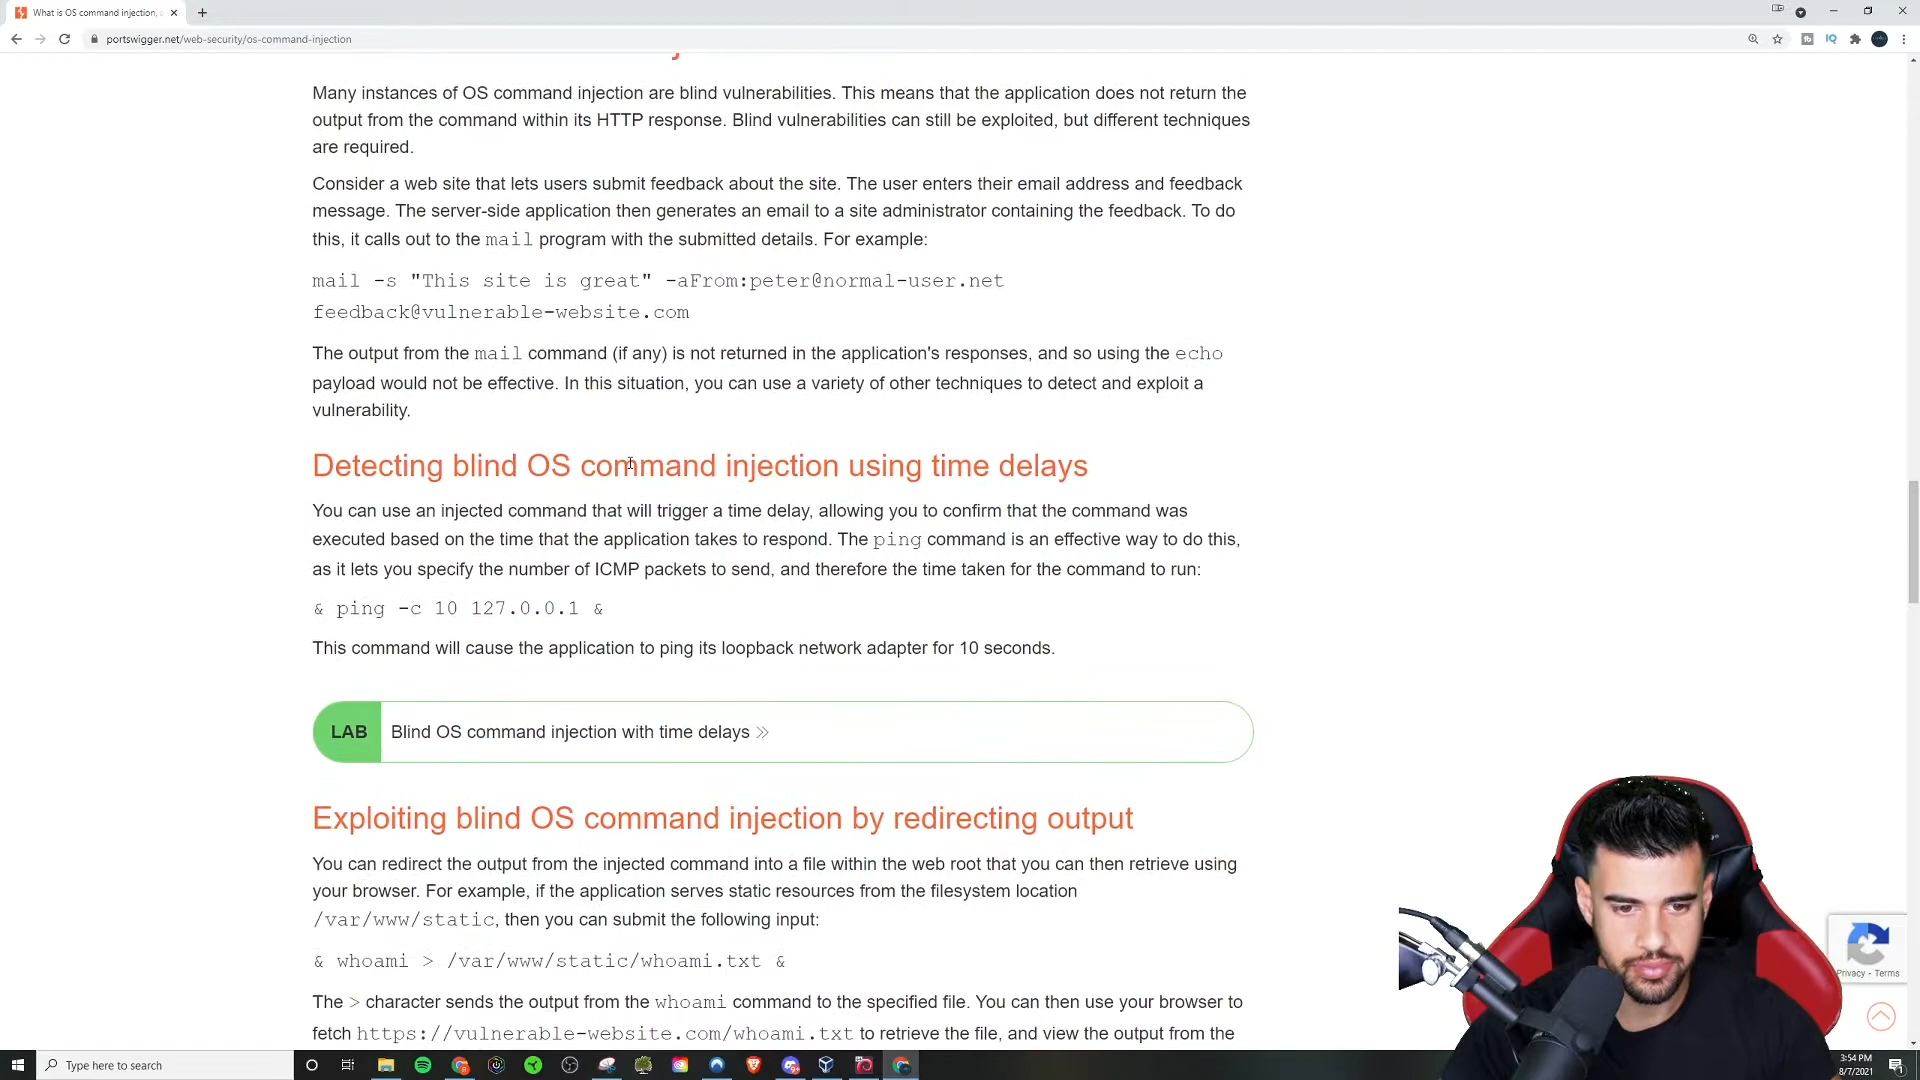 What is OS command injection,
portswigger.net/web-security/os-command-injection
IQ
Many instances of OS command injection are blind vulnerabilities. This means that the application does not return the
output from the command within its HTTP response. Blind vulnerabilities can still be exploited, but different techniques
are required.
Consider a web site that lets users submit feedback about the site. The user enters their email address and feedback
message. The server-side application then generates an email to a site administrator containing the feedback. To do
this, it calls out to the mail program with the submitted details. For example:
mail -s "This site is great" -aFrom:peter@normal-user.net
feedback@vulnerable-website.com
The output from the mail command (if any) is not returned in the application's responses, and so using the echo
payload would not be effective. In this situation, you can use a variety of other techniques to detect and exploit a
vulnerability.
Detecting blind OS command injection using time delays
You can use an injected command that will trigger a time delay, allowing you to confirm that the command was
executed based on the time that the application takes to respond. The ping command is an effective way to do this,
as it lets you specify the number of ICMP packets to send, and therefore the time taken for the command to run:
& ping -c 10 127.0.0.1 &
This command will cause the application to ping its loopback network adapter for 10 seconds.
LAB Blind OS command injection with time delays
Exploiting blind OS command injection by redirecting output
You can redirect the output from the injected command into a file within the web root that you can then retrieve using
your browser. For example, if the application serves static resources from the filesystem location
/var/www/static, then you can submit the following input:
& whoami > /var/www/static/whoami.txt &
The > character sends the output from the whoami command to the specified file. You can then use your browser to
fetch https://vulnerable-website.com/whoami.txt to retrieve the file, and view the output from the
Privacy - Terms
Type here to search
3:54 PM
8/7/2021